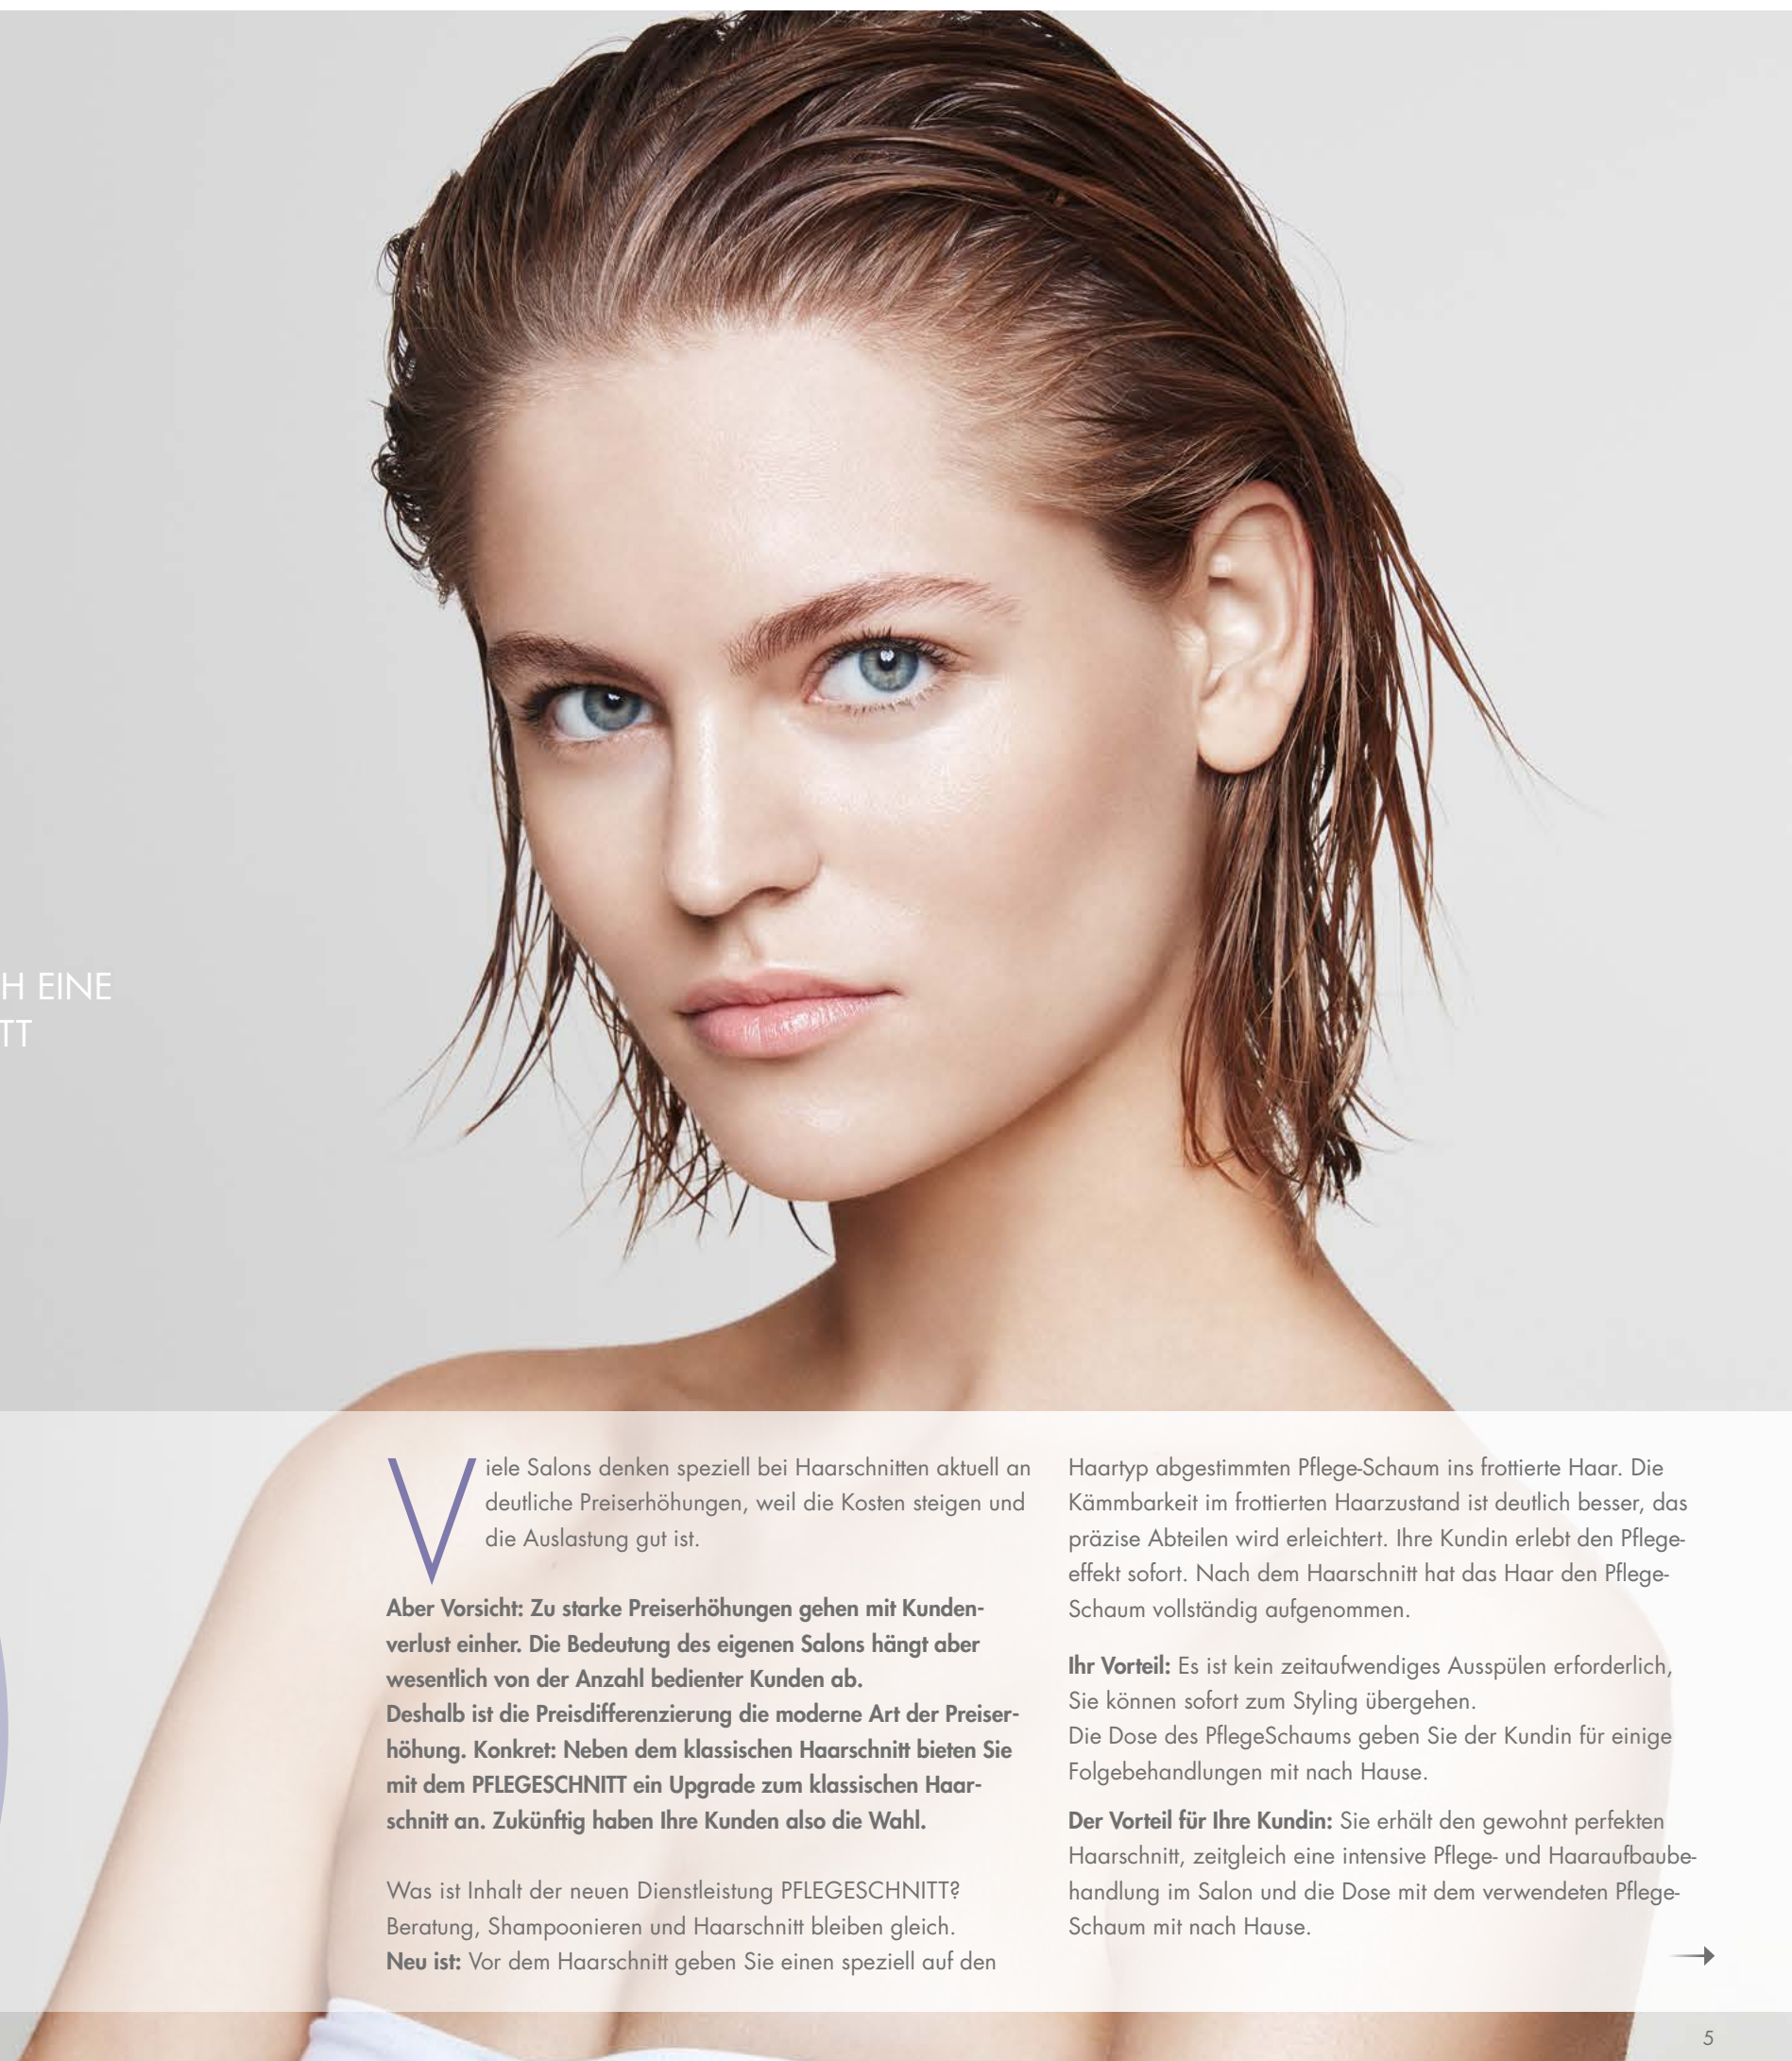 H EINE
TT
Viele Salons denken speziell bei Haarschnitten aktuell an
deutliche Preiserhöhungen, weil die Kosten steigen und
die Auslastung gut ist.
Aber Vorsicht: Zu starke Preiserhöhungen gehen mit Kunden-
verlust einher. Die Bedeutung des eigenen Salons hängt aber
wesentlich von der Anzahl bedienter Kunden ab.
Deshalb ist die Preisdifferenzierung die moderne Art der Preiser-
höhung. Konkret: Neben dem klassischen Haarschnitt bieten Sie
mit dem PFLEGESCHNITT ein Upgrade zum klassischen Haar-
schnitt an. Zukünftig haben Ihre Kunden also die Wahl.
Was ist Inhalt der neuen Dienstleistung PFLEGESCHNITT?
Beratung, Shampoonieren und Haarschnitt bleiben gleich.
Neu ist: Vor dem Haarschnitt geben Sie einen speziell auf den
Haartyp abgestimmten Pflege-Schaum ins frottierte Haar. Die
Kämmbarkeit im frottierten Haarzustand ist deutlich besser, das
präzise Abteilen wird erleichtert. Ihre Kundin erlebt den Pflege-
effekt sofort. Nach dem Haarschnitt hat das Haar den Pflege-
Schaum vollständig aufgenommen.
Ihr Vorteil: Es ist kein zeitaufwendiges Ausspülen erforderlich,
Sie können sofort zum Styling übergehen.
Die Dose des PflegeSchaums geben Sie der Kundin für einige
Folgebehandlungen mit nach Hause.
Der Vorteil für Ihre Kundin: Sie erhält den gewohnt perfekten
Haarschnitt, zeitgleich eine intensive Pflege- und Haaraufbaube-
handlung im Salon und die Dose mit dem verwendeten Pflege-
Schaum mit nach Hause.
5